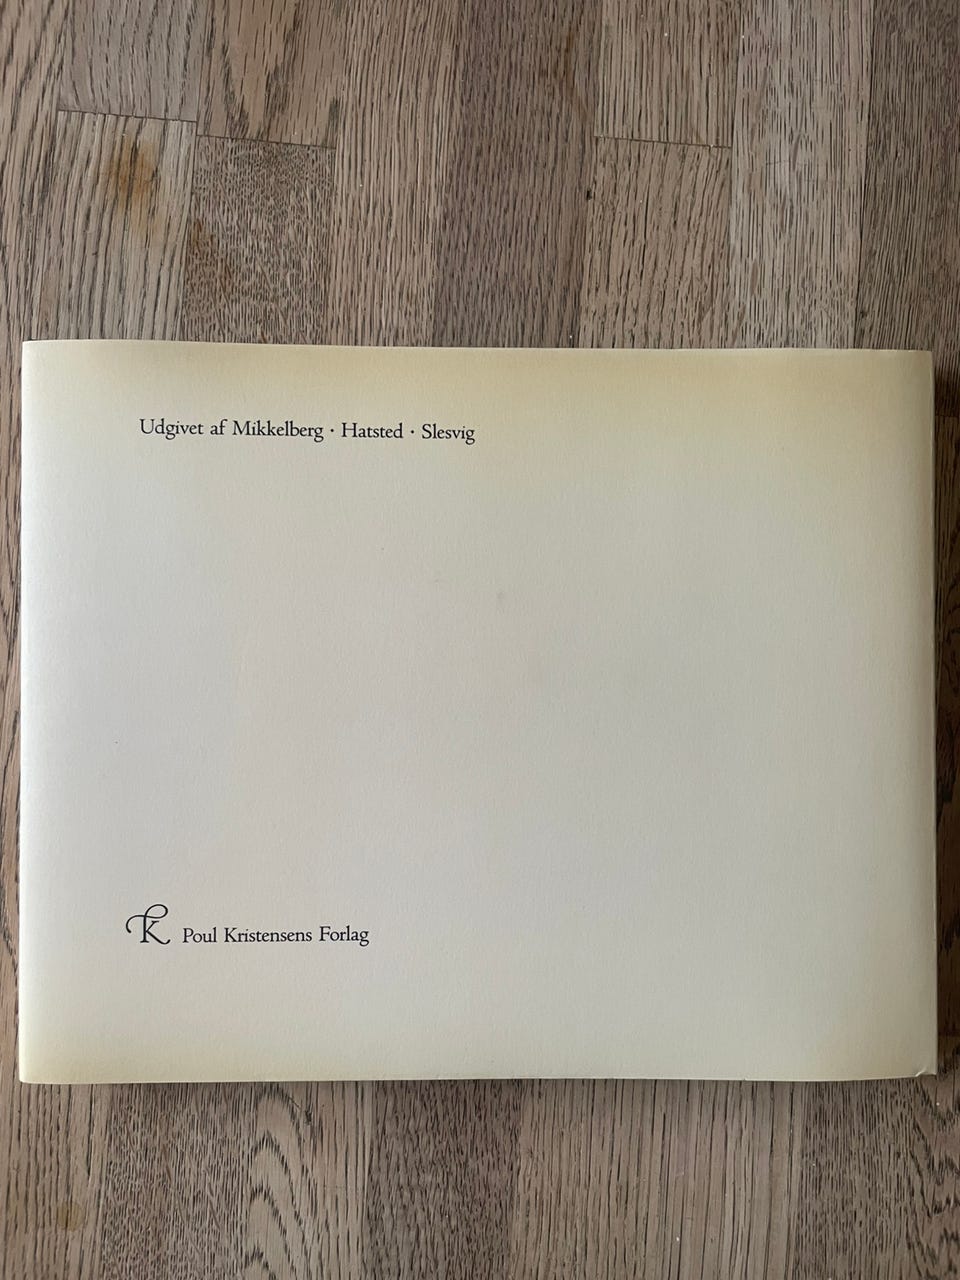 Udgivet af Mikkelberg · Hatsted · Slesvig
K Poul Kristensens Forlag